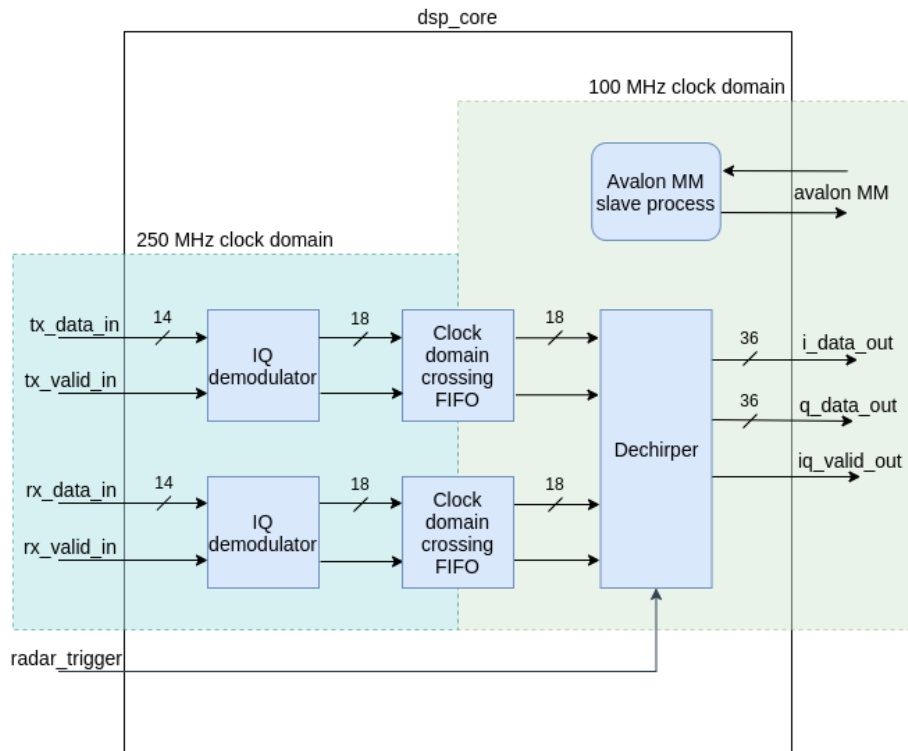 dsp_core
100 MHz clock domain
Avalon MM
slave process
avalon MM
250 MHz clock domain
tx_data_in
14
18
18
tx_valid_in
IQ
demodulator
Clock
domain
crossing
FIFO
36
i_data_out
36
q_data_out
Dechirper
iq_valid_out
rx_data_in
14
18
18
rx_valid_in
IQ
demodulator
Clock
domain
crossing
FIFO
radar_trigger